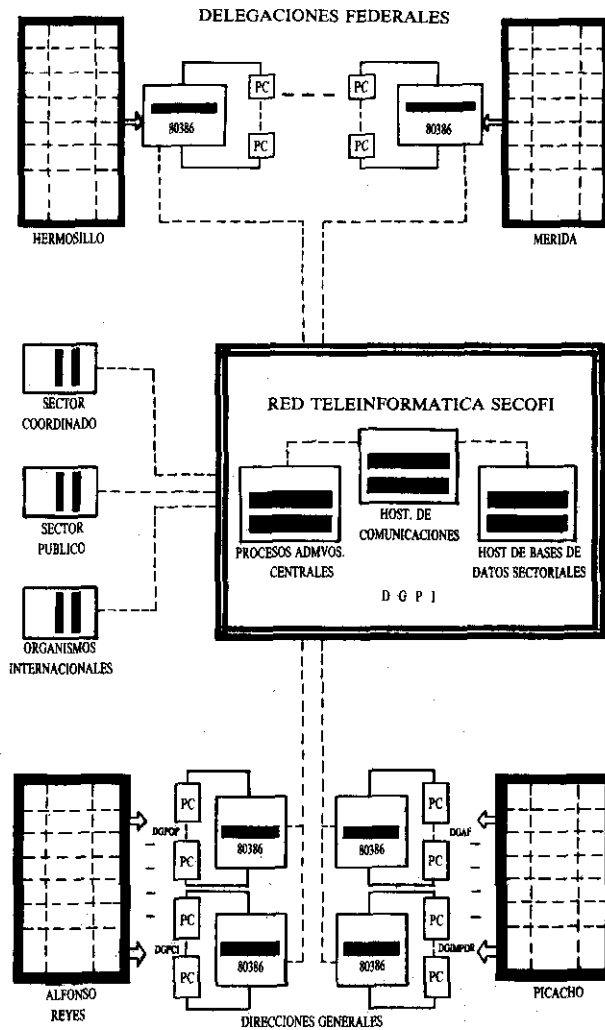 DELEGACIONES FEDERALES
PC
PC
80386
80386
PC
PC
HERMOSILLO
MERIDA
SECTOR
COORDINADO
RED TELEINFORMATICA SECOFI
SECTOR
PUBLICO
PROCESOS ADMVOS.
CENTRALES
HOST. DE
COMUNICACIONES
HOST DE BASES DE
DATOS SECTORIALES
D G P I
ORGANISMOS
INTERNACIONALES
PC
PC
DGPOP
DGAF
PC
80386
80386
PC
PC
PC
DGPCI
DGIMPDR
PC
80386
80386
PC
ALFONSO
REYES
PICACHO
DIRECCIONES GENERALES